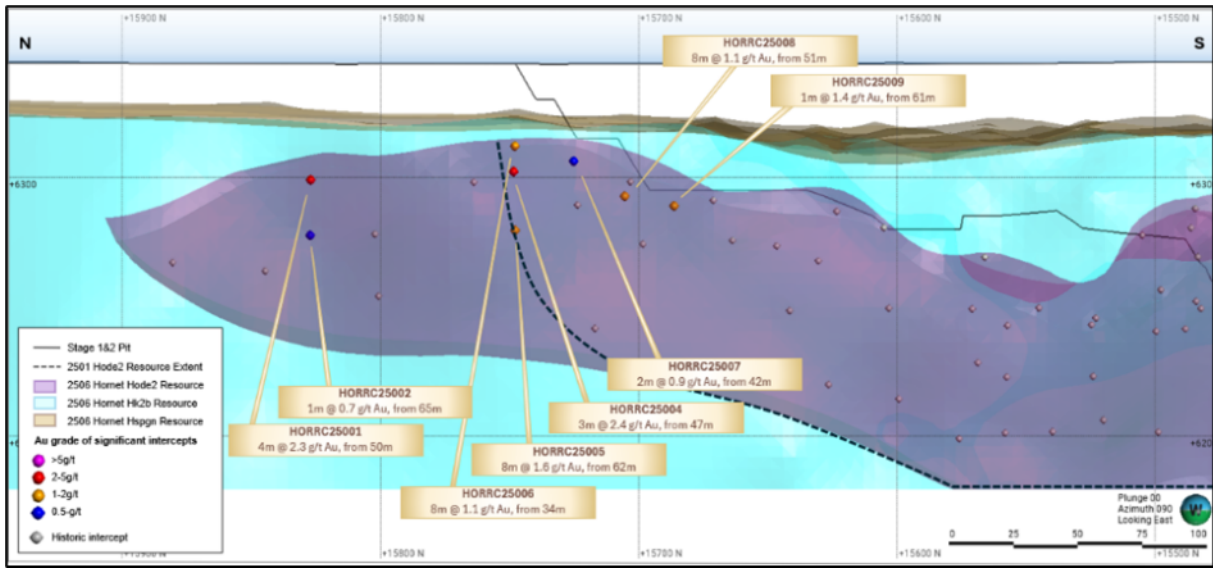 +15900 N
+15800 N
+15700 N
+15600 N
+15500 N
N
S
HORRC25008
8m @ 1.1 g/t Au, from 51m
HORRC25009
1m @ 1.4 g/t Au, from 61m
+6300
+6300
Stage 1&2 Pit
2501 Hode2 Resource Extent
2506 Hornet Hode2 Resource
2506 Hornet Hk2b Resource
2506 Hornet Hspgn Resource
Au grade of significant intercepts
>5g/t
2-5g/t
1-2g/t
0.5-g/t
Historic intercept
HORRC25007
2m @ 0.9 g/t Au, from 42m
HORRC25002
1m @ 0.7 g/t Au, from 65m
HORRC25004
3m @ 2.4 g/t Au, from 47m
HORRC25001
4m @ 2.3 g/t Au, from 50m
HORRC25005
8m @ 1.6 g/t Au, from 62m
HORRC25006
8m @ 1.1 g/t Au, from 34m
Plunge 00
Azimuth 090
Looking East
W
0 25 50 75 100
+15900 N
+15800 N
+15700 N
+15600 N
+15500 N